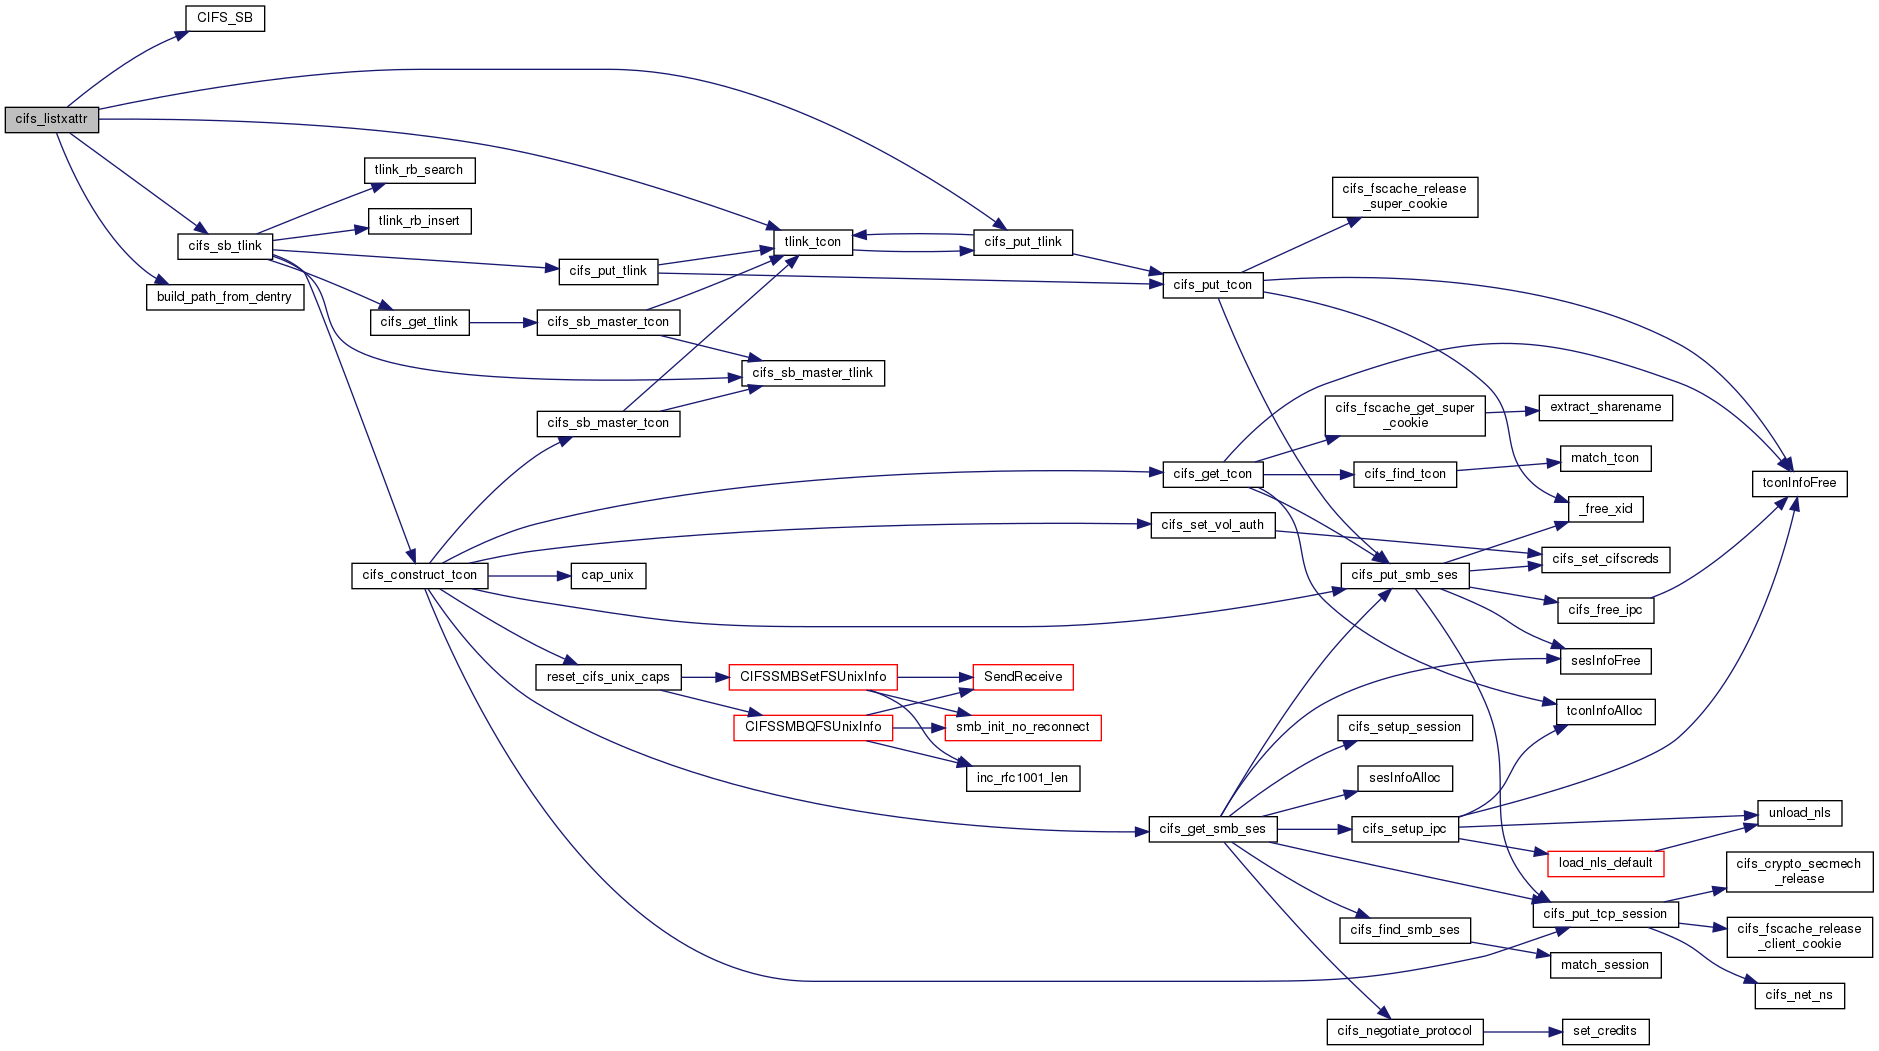 CIFS_SB
cifs_listxattr
tlink_rb_search
cifs_fscache_release
_super_cookie
tlink_rb_insert
cifs_sb_tlink
tlink_tcon
cifs_put_tlink
cifs_put_tlink
cifs_put_tcon
build_path_from_dentry
cifs_get_tlink
cifs_sb_master_tcon
cifs_sb_master_tlink
cifs_sb_master_tcon
cifs_fscache_get_super
_cookie
extract_sharename
match_tcon
cifs_get_tcon
cifs_find_tcon
tconInfoFree
_free_xid
cifs_set_vol_auth
cifs_set_cifscreds
cifs_construct_tcon
cap_unix
cifs_put_smb_ses
cifs_free_ipc
sesInfoFree
reset_cifs_unix_caps
CIFSSMBSetFSUnixInfo
SendReceive
tconInfoAlloc
CIFSSMBQFSUnixInfo
smb_init_no_reconnect
cifs_setup_session
inc_rfc1001_len
sesInfoAlloc
unload_nls
cifs_get_smb_ses
cifs_setup_ipc
load_nls_default
cifs_crypto_secmech
_release
cifs_put_tcp_session
cifs_find_smb_ses
cifs_fscache_release
_client_cookie
match_session
cifs_net_ns
cifs_negotiate_protocol
set_credits